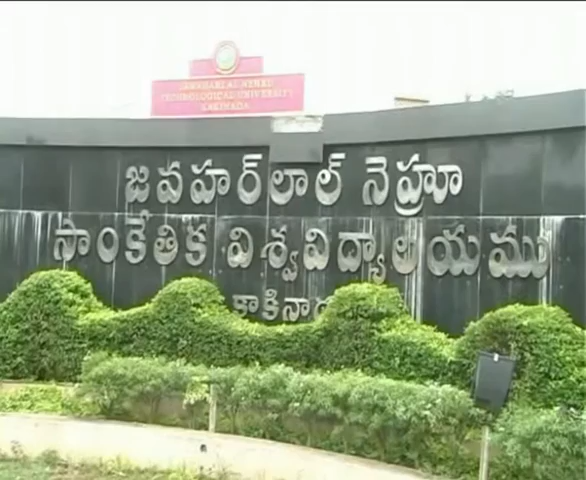 JAWAHARLAL NEHRU
TECHNOLOGICAL UNIVERSITY
KAKINADA
జవహర్‌లాల్ నెహ్రూ
సాంకేతిక విశ్వవిద్యాలయము
కాకినాడ